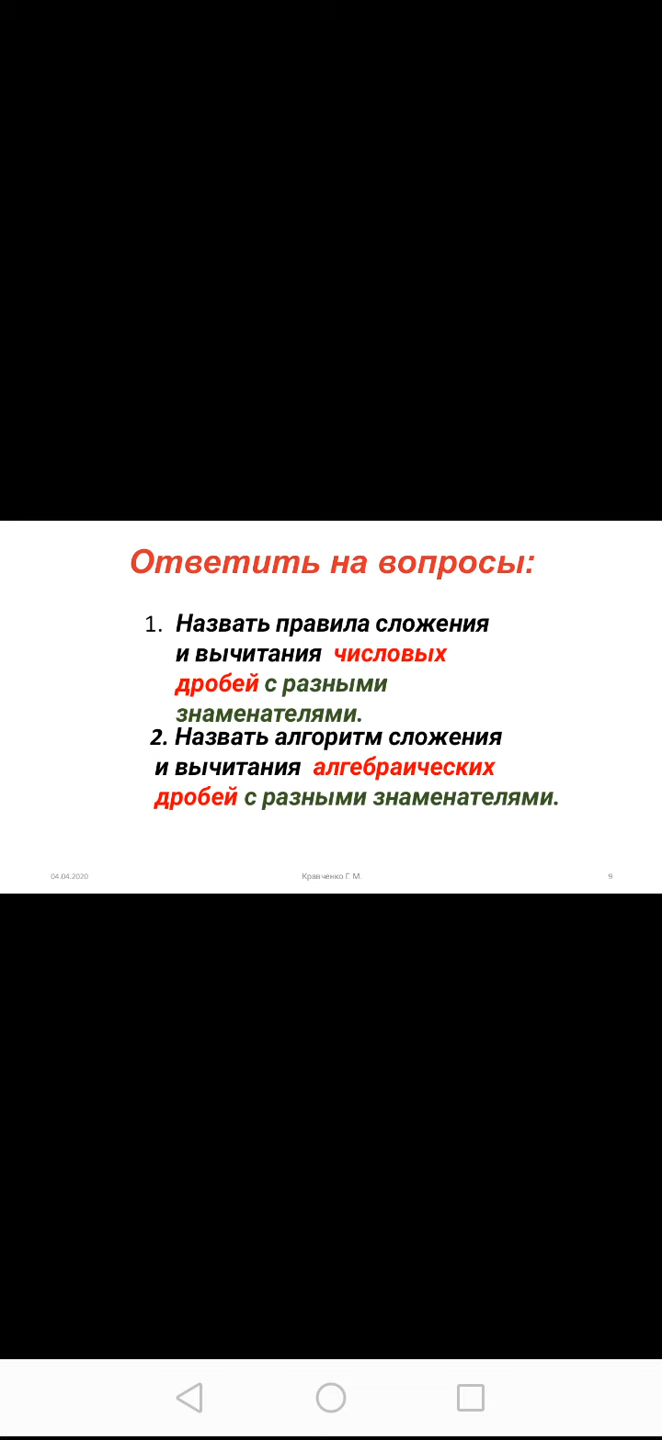 Ответить на вопросы:
1. Назвать правила сложения
и вычитания числовых
дробей с разными
знаменателями.
2. Назвать алгоритм сложения
и вычитания алгебраических
дробей с разными знаменателями.
04.04.2020 Кравченко Г. М. 9